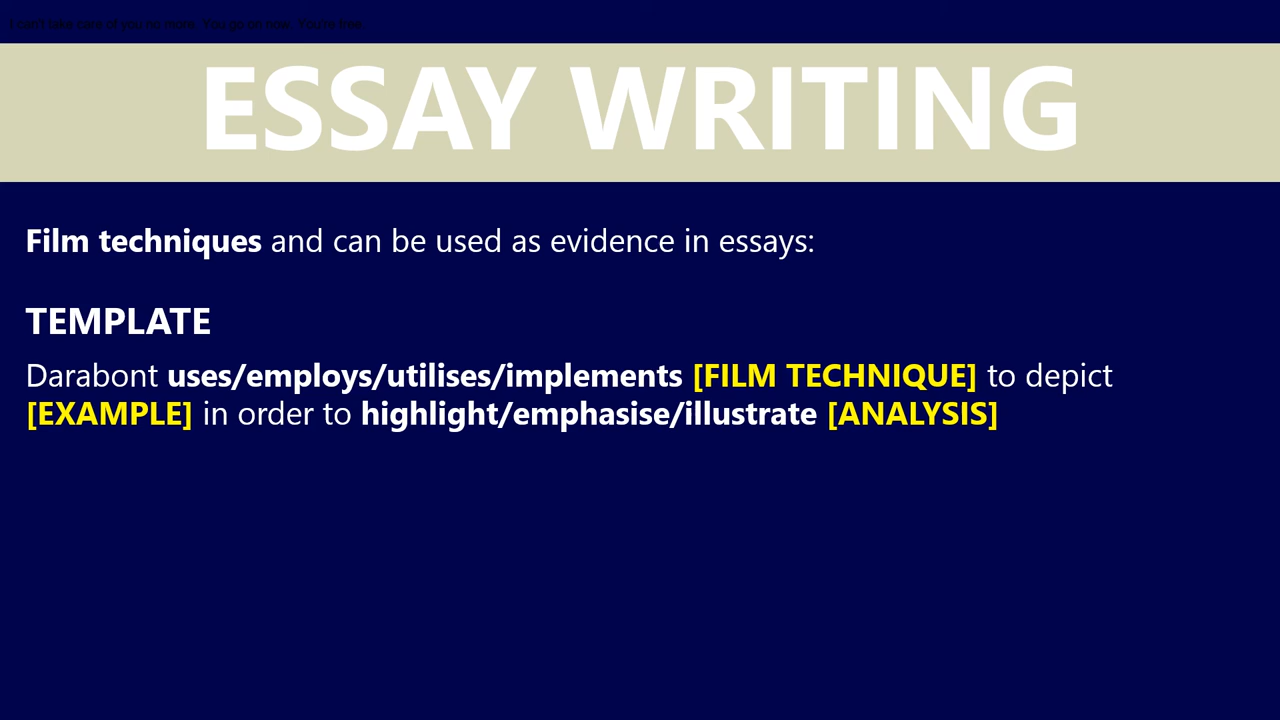 I can't take care of you no more. You go on now. You're free.
ESSAY WRITING
Film techniques and can be used as evidence in essays:
TEMPLATE
Darabont uses/employs/utilises/implements [FILM TECHNIQUE] to depict
[EXAMPLE] in order to highlight/emphasise/illustrate [ANALYSIS]